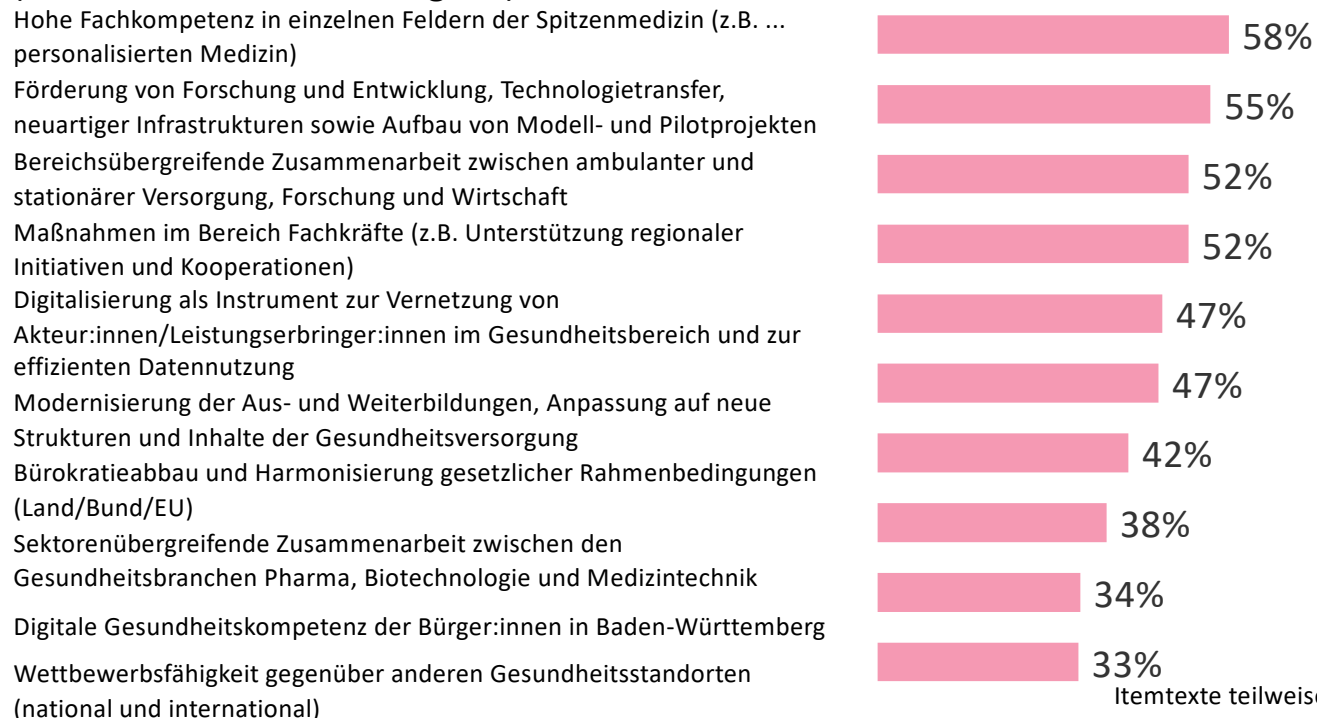 Hohe Fachkompetenz in einzelnen Feldern der Spitzenmedizin (z.B. ...
personalisierten Medizin)
58%
Förderung von Forschung und Entwicklung, Technologietransfer,
neuartiger Infrastrukturen sowie Aufbau von Modell- und Pilotprojekten
55%
Bereichsübergreifende Zusammenarbeit zwischen ambulanter und
stationärer Versorgung, Forschung und Wirtschaft
52%
Maßnahmen im Bereich Fachkräfte (z.B. Unterstützung regionaler
Initiativen und Kooperationen)
52%
Digitalisierung als Instrument zur Vernetzung von
Akteur:innen/Leistungserbringer:innen im Gesundheitsbereich und zur
effizienten Datennutzung
47%
Modernisierung der Aus- und Weiterbildungen, Anpassung auf neue
Strukturen und Inhalte der Gesundheitsversorgung
47%
Bürokratieabbau und Harmonisierung gesetzlicher Rahmenbedingungen
(Land/Bund/EU)
42%
Sektorenübergreifende Zusammenarbeit zwischen den
Gesundheitsbranchen Pharma, Biotechnologie und Medizintechnik
38%
Digitale Gesundheitskompetenz der Bürger:innen in Baden-Württemberg
34%
Wettbewerbsfähigkeit gegenüber anderen Gesundheitsstandorten
(national und international)
33%
Itemtexte teilweise